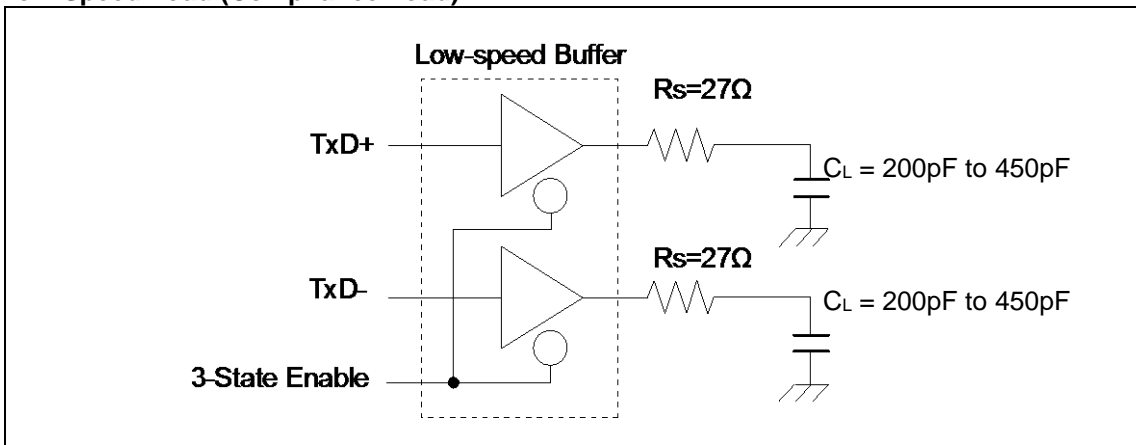 Low-speed Buffer
Rs=27Ω
TxD+
CL = 200pF to 450pF
Rs=27Ω
TxD-
CL = 200pF to 450pF
3-State Enable